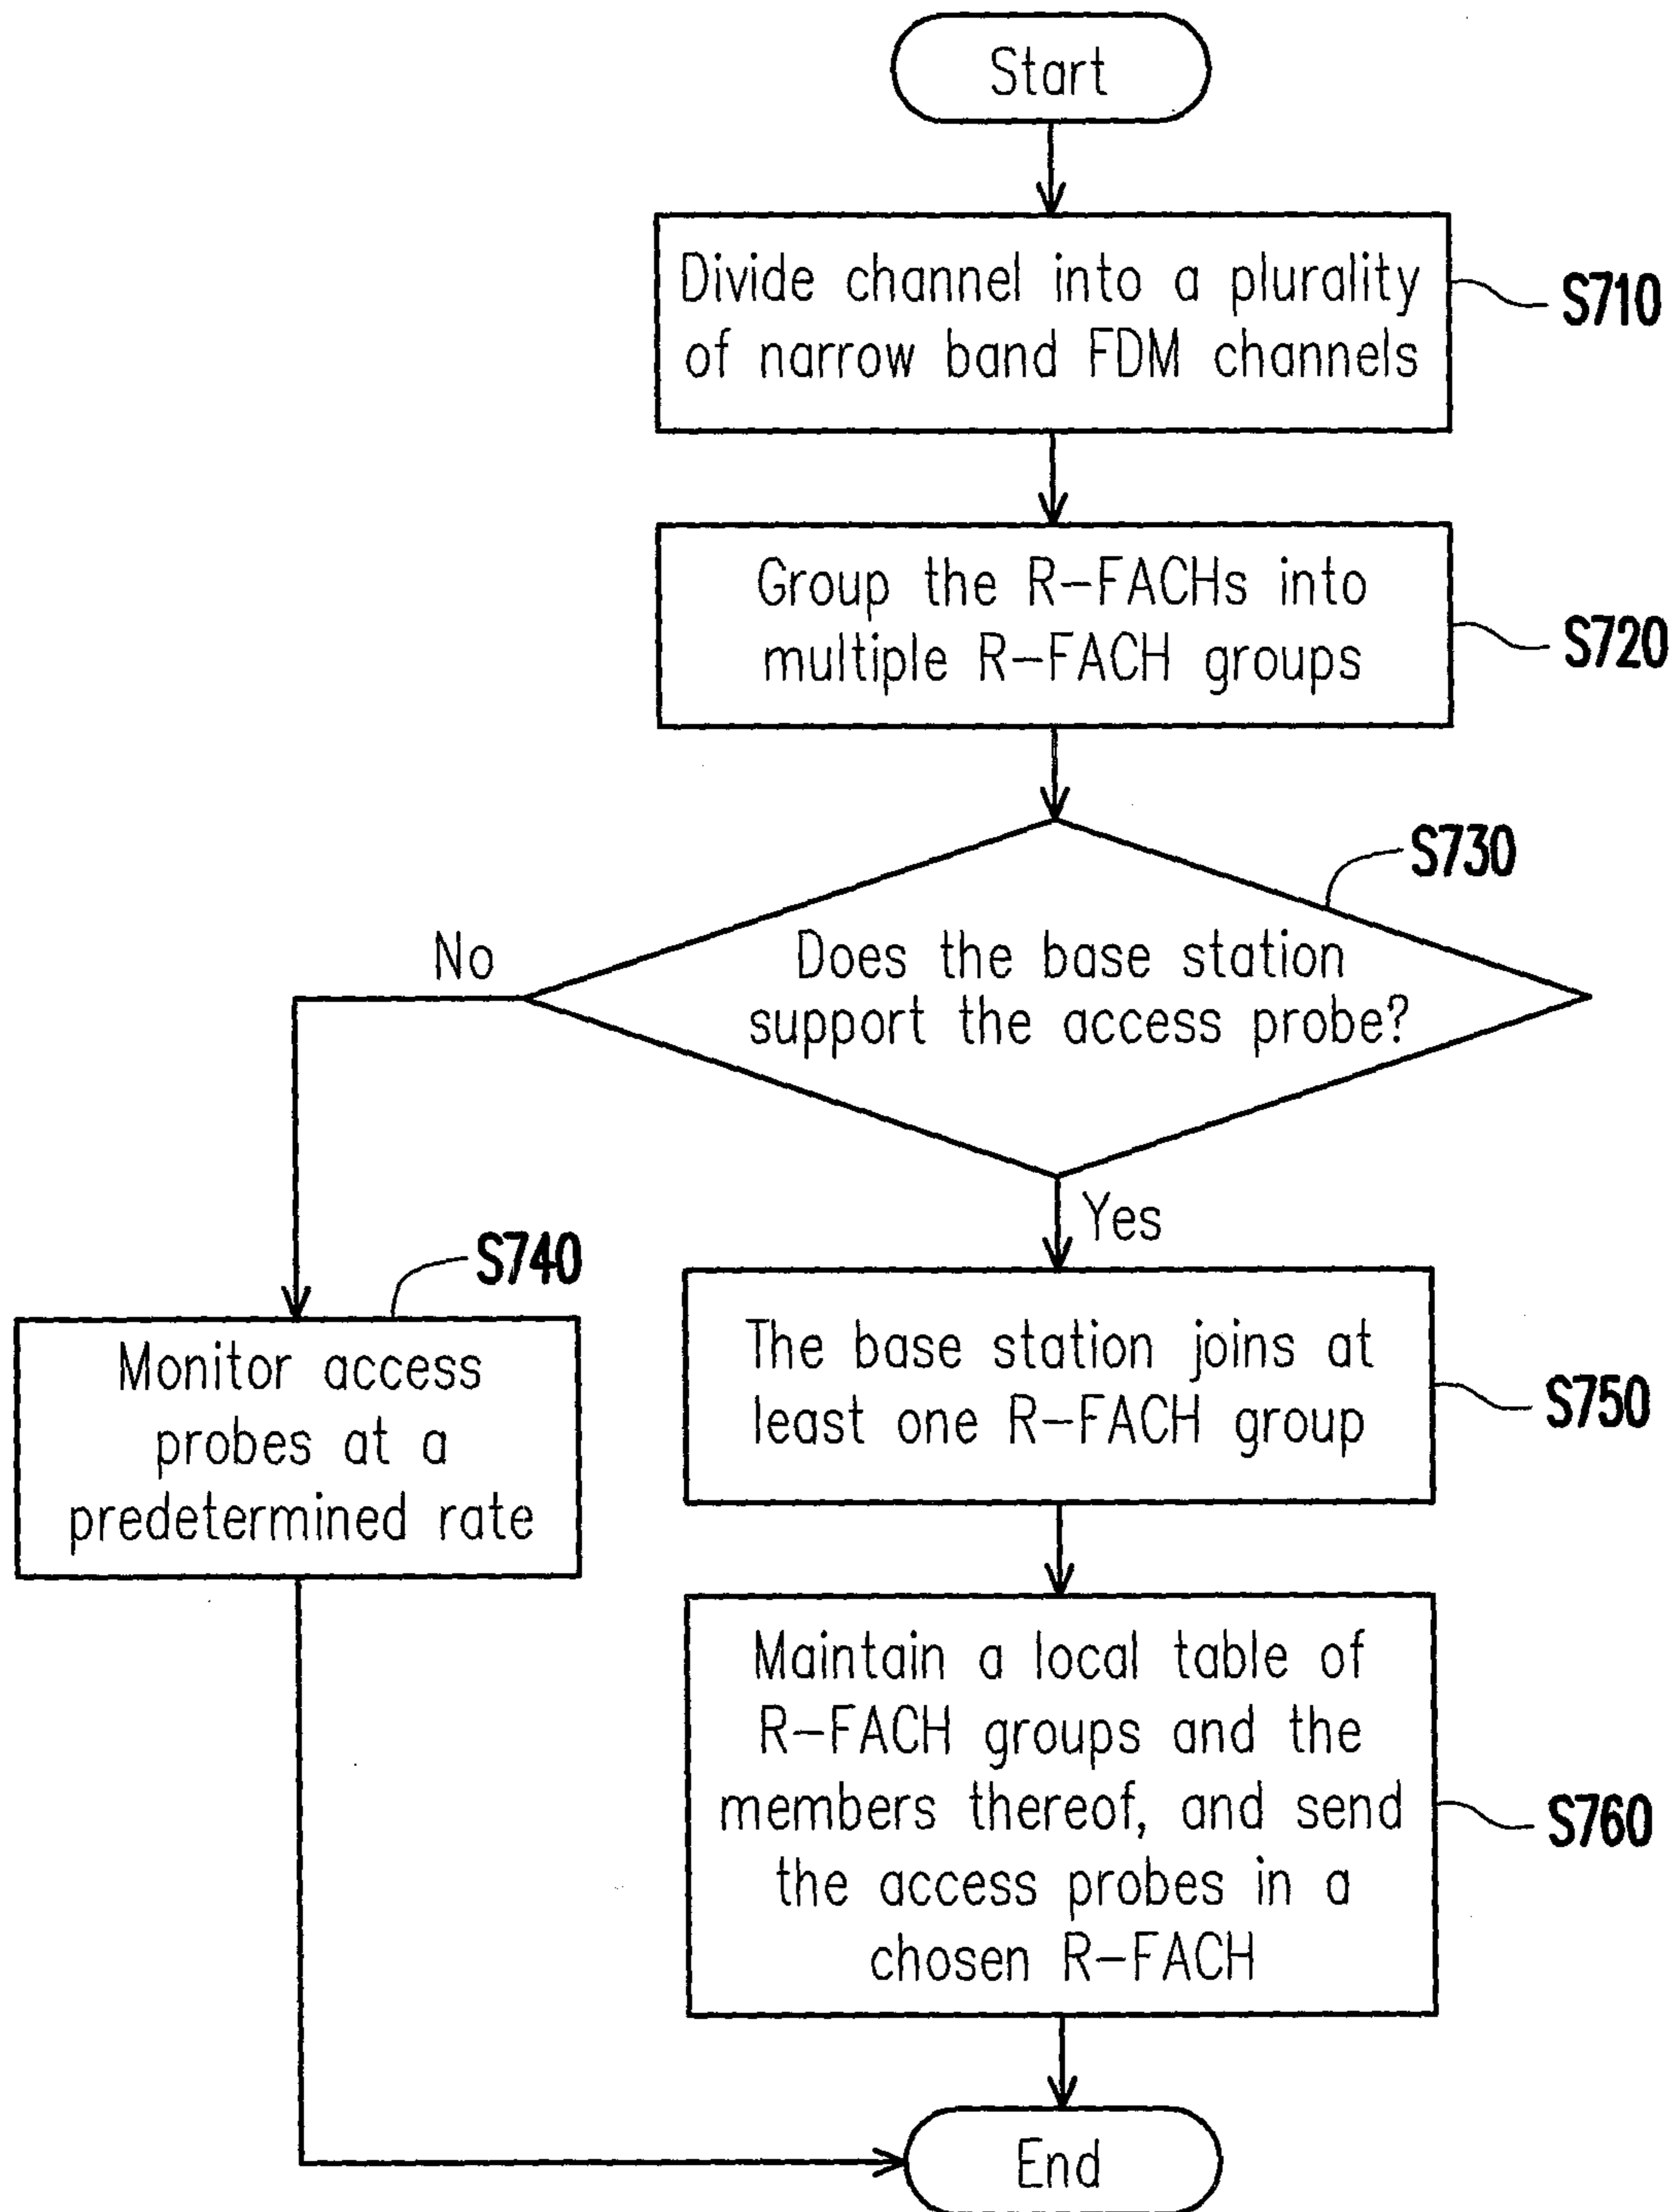 Start
Divide channel into a plurality
of narrow band FDM channels
S710
Group the R-FACHs into
multiple R-FACH groups
S720
S730
Does the base station
support the access probe?
No
Yes
S740
Monitor access
probes at a
predetermined rate
The base station joins at
least one R-FACH group
S750
Maintain a local table of
R-FACH groups and the
members thereof, and send
the access probes in a
chosen R-FACH
S760
End